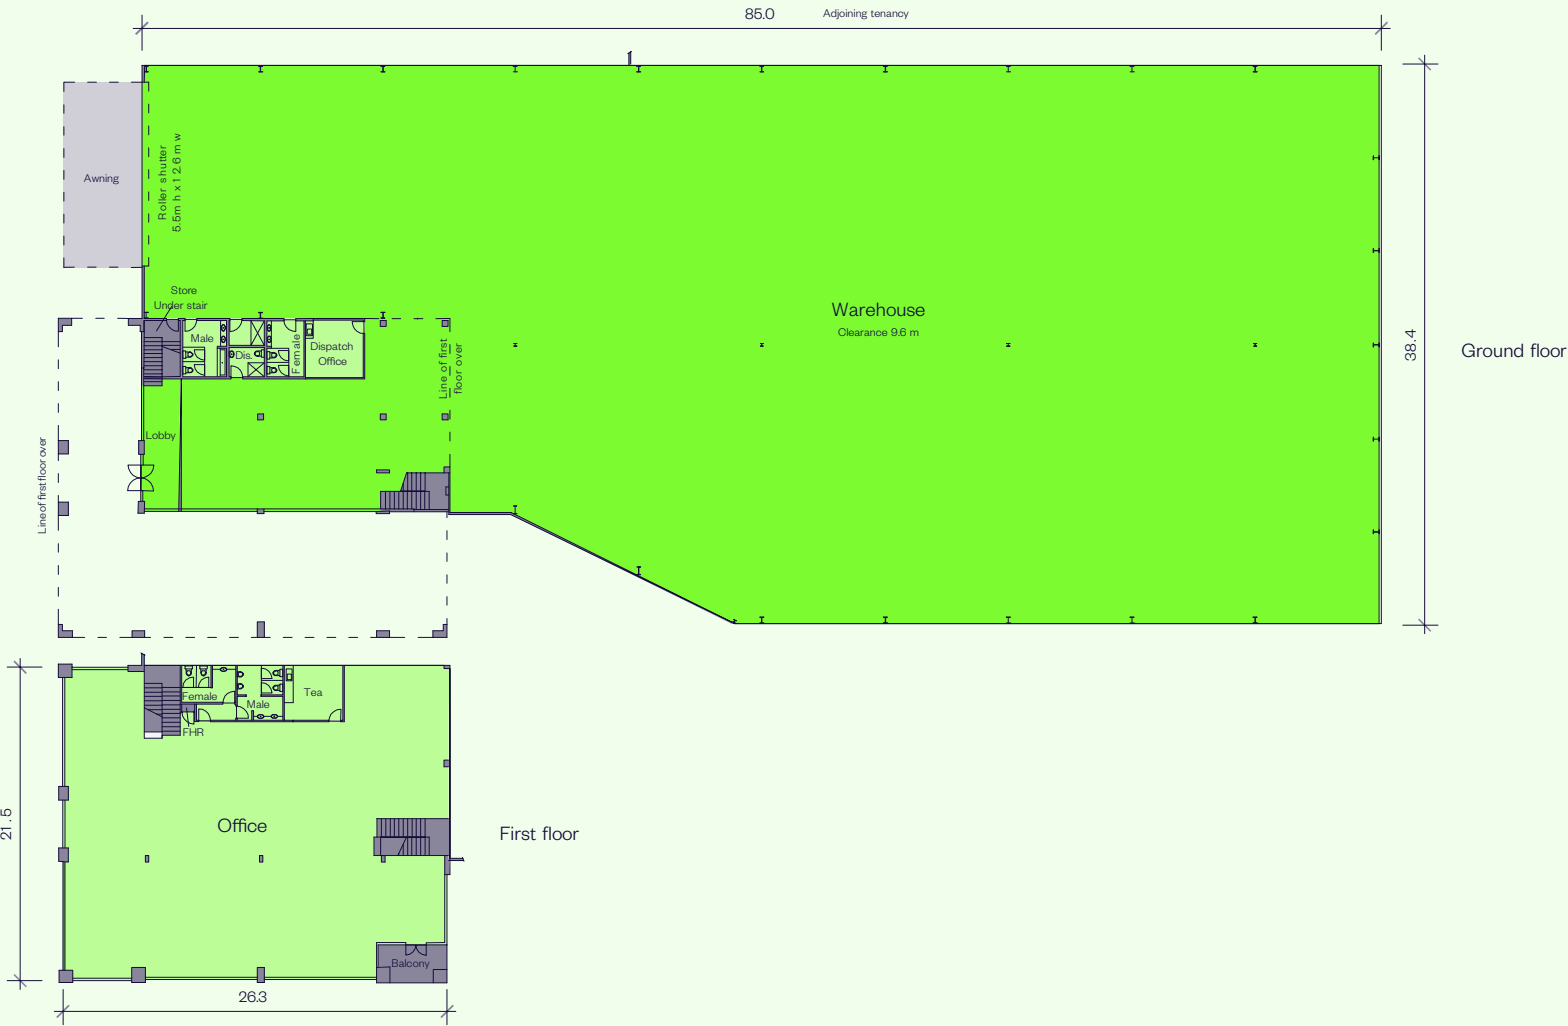 85.0
Adjoining tenancy
Awning
Roller shutter
5.5m h x 12.6 m w
Store
Under stair
Male
Dis.
Female
Dispatch
Office
Line of first
floor over
Warehouse
Clearance 9.6 m
38.4
Ground floor
Lobby
Line of first floor over
Female
Male
Tea
FHR
Office
21.5
First floor
Balcony
26.3